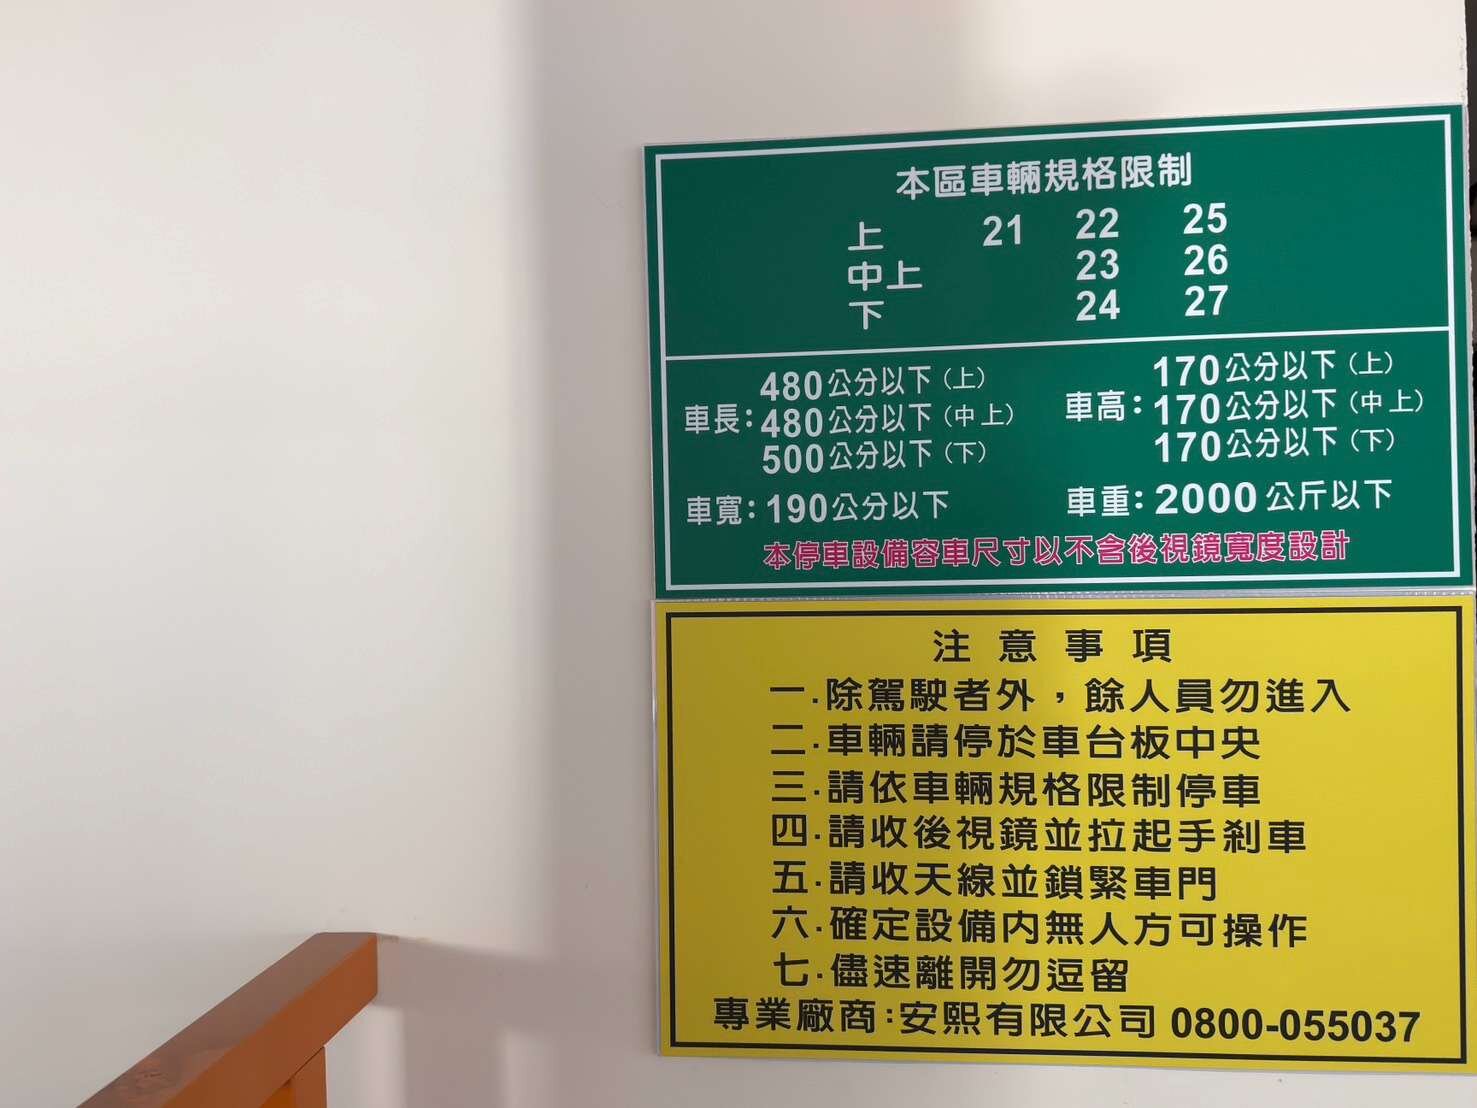 本區車輛規格限制
上 21 22 25
中上 23 26
下 24 27
車長：480公分以下（上）
480公分以下（中上）
500公分以下（下）
車高：170公分以下（上）
170公分以下（中上）
170公分以下（下）
車寬：190公分以下
車重：2000公斤以下
本停車設備容車尺寸以不含後視鏡寬度設計
注意事項
一.除駕駛者外，餘人員勿進入
二.車輛請停於車台板中央
三.請依車輛規格限制停車
四.請收後視鏡並拉起手剎車
五.請收天線並鎖緊車門
六.確定設備內無人方可操作
七.儘速離開勿逗留
專業廠商:安熙有限公司 0800-055037